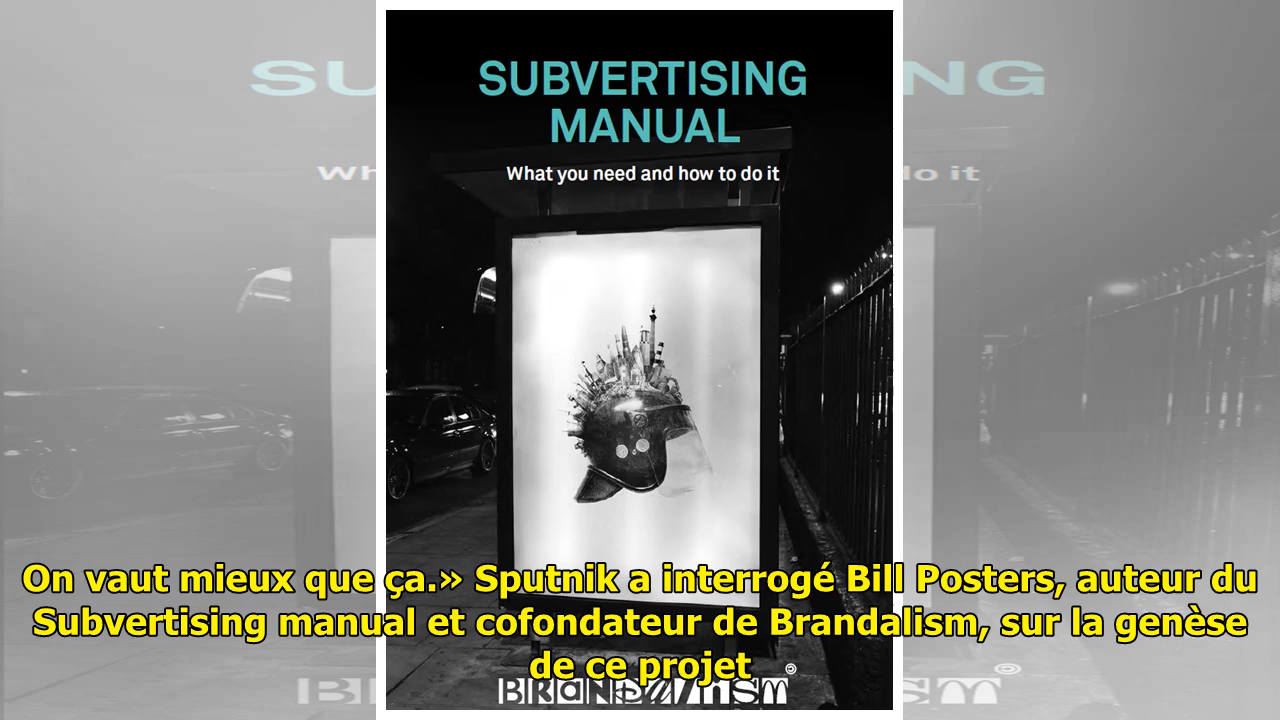 SUBVERTISING
MANUAL
What you need and how to do it
On vaut mieux que ça.» Sputnik a interrogé Bill Posters, auteur du
Subvertising manual et cofondateur de Brandalism, sur la genèse
de ce projet
BRANDALISM